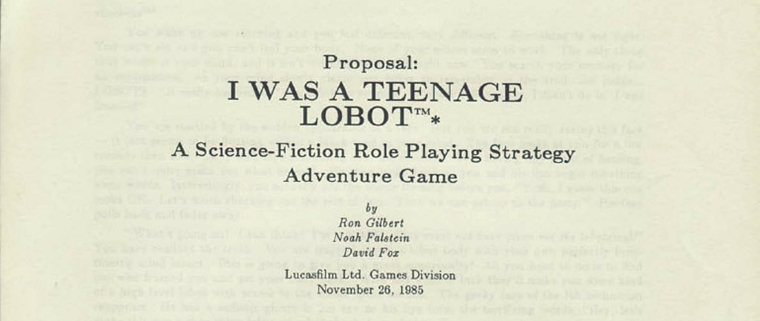 Proposal:
I WAS A TEENAGE
LOBOT™*
A Science-Fiction Role Playing Strategy
Adventure Game
by
Ron Gilbert
Noah Falstein
David Fox
Lucasfilm Ltd. Games Division
November 26, 1985